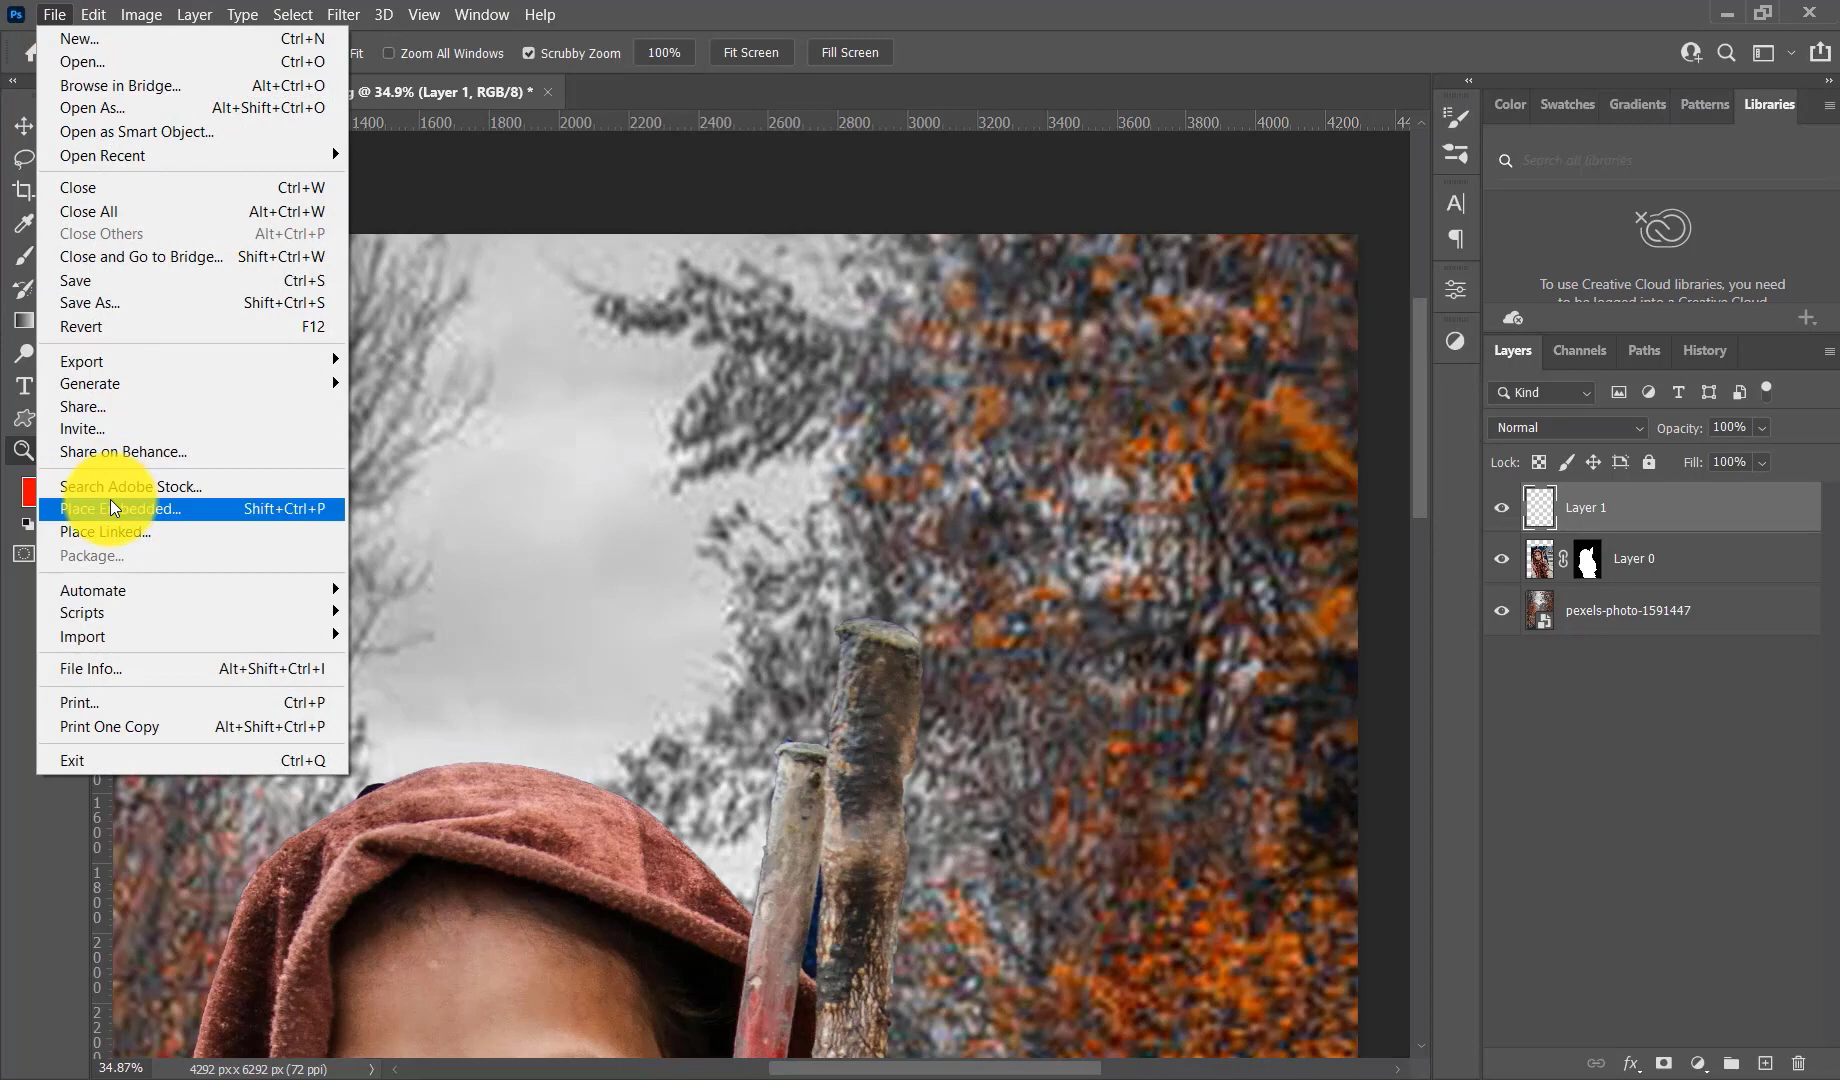 Ps File Edit Image Layer Type Select Filter 3D View Window Help
Fit Zoom All Windows Scrubby Zoom 100% Fit Screen Fill Screen
g @ 34.9% (Layer 1, RGB/8) *
1400 1600 1800 2000 2200 2400 2600 2800 3000 3200 3400 3600 3800 4000 4200
New... Ctrl+N
Open... Ctrl+O
Browse in Bridge... Alt+Ctrl+O
Open As... Alt+Shift+Ctrl+O
Open as Smart Object...
Open Recent
Close Ctrl+W
Close All Alt+Ctrl+W
Close Others Alt+Ctrl+P
Close and Go to Bridge... Shift+Ctrl+W
Save Ctrl+S
Save As... Shift+Ctrl+S
Revert F12
Export
Generate
Share...
Invite...
Share on Behance...
Search Adobe Stock...
Place Embedded... Shift+Ctrl+P
Place Linked...
Package...
Automate
Scripts
Import
File Info... Alt+Shift+Ctrl+I
Print... Ctrl+P
Print One Copy Alt+Shift+Ctrl+P
Exit Ctrl+Q
1600
1800
2000
34.87% 4292 px x 6292 px (72 ppi)
Color Swatches Gradients Patterns Libraries
Search all libraries
To use Creative Cloud libraries, you need
to be logged into a Creative Cloud
Layers Channels Paths History
Kind
Normal Opacity: 100%
Lock: Fill: 100%
Layer 1
Layer 0
pexels-photo-1591447
fx